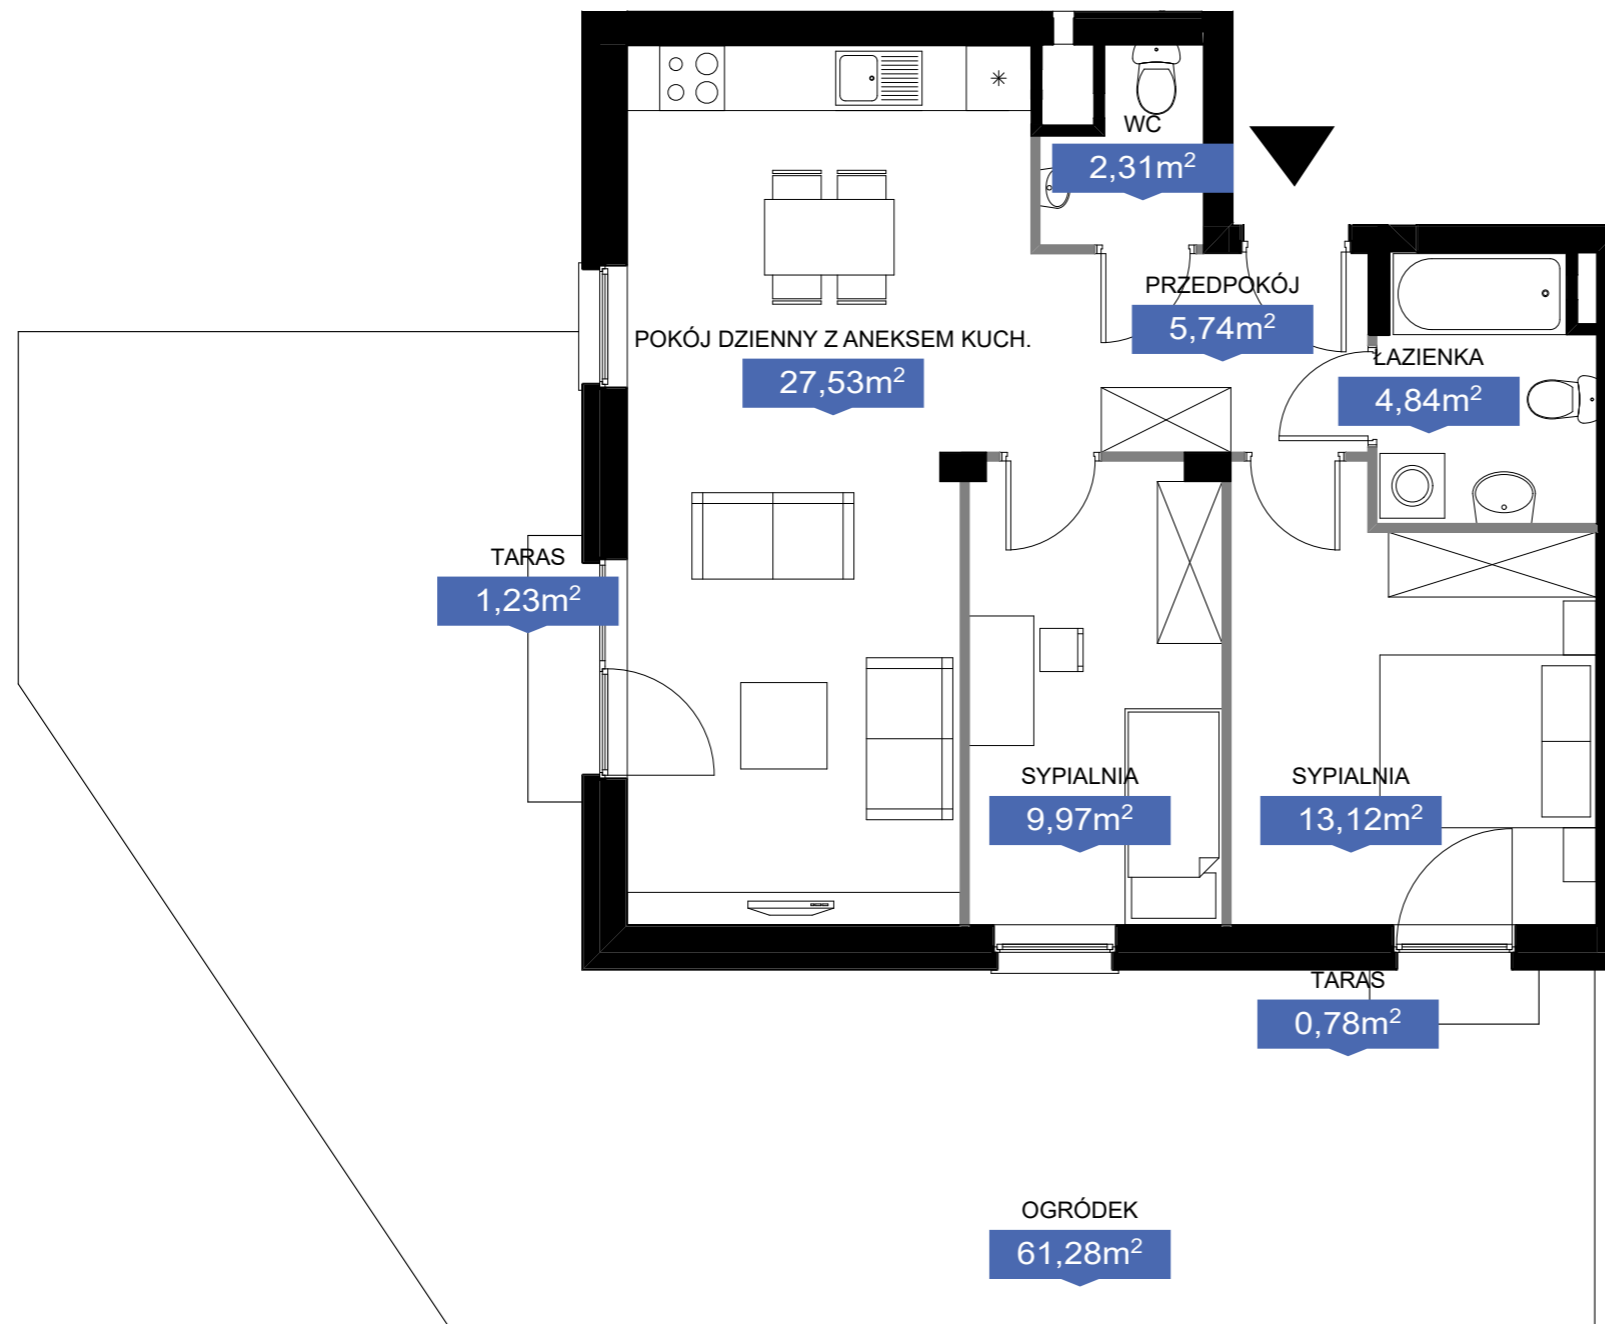 WC
2,31m²
PRZEDPOKÓJ
5,74m²
POKÓJ DZIENNY Z ANEKSEM KUCH.
27,53m²
ŁAZIENKA
4,84m²
TARAS
1,23m²
SYPIALNIA
9,97m²
SYPIALNIA
13,12m²
TARAS
0,78m²
OGRÓDEK
61,28m²